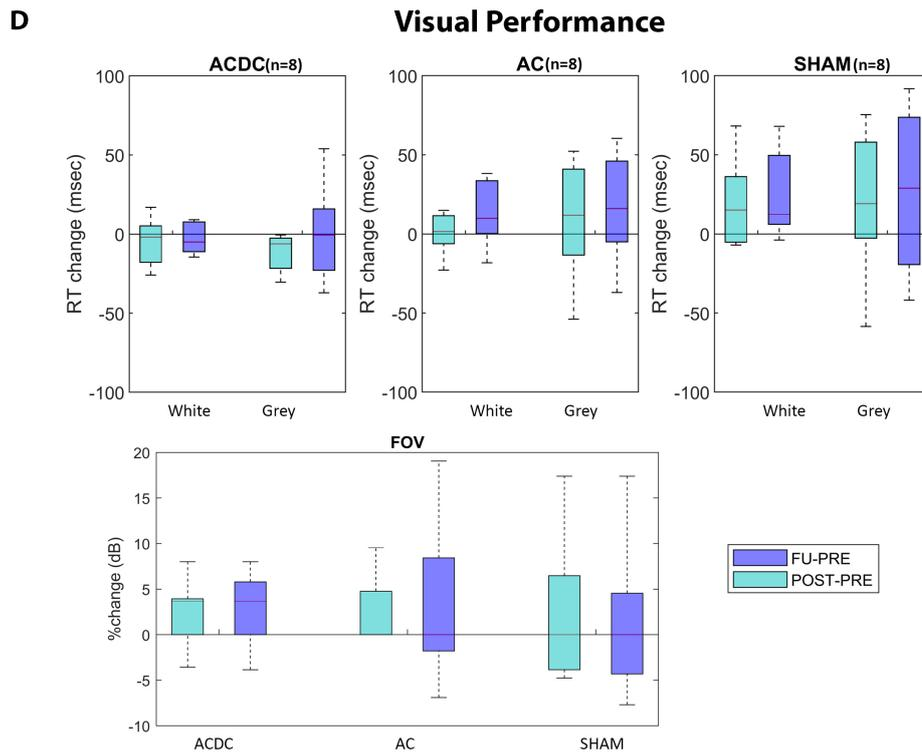 D
Visual Performance
ACDC(n=8)
AC(n=8)
SHAM(n=8)
RT change (msec)
100
50
0
-50
-100
White Grey
RT change (msec)
100
50
0
-50
-100
White Grey
RT change (msec)
100
50
0
-50
-100
White Grey
FOV
%change (dB)
20
15
10
5
0
-5
-10
ACDC AC SHAM
FU-PRE
POST-PRE